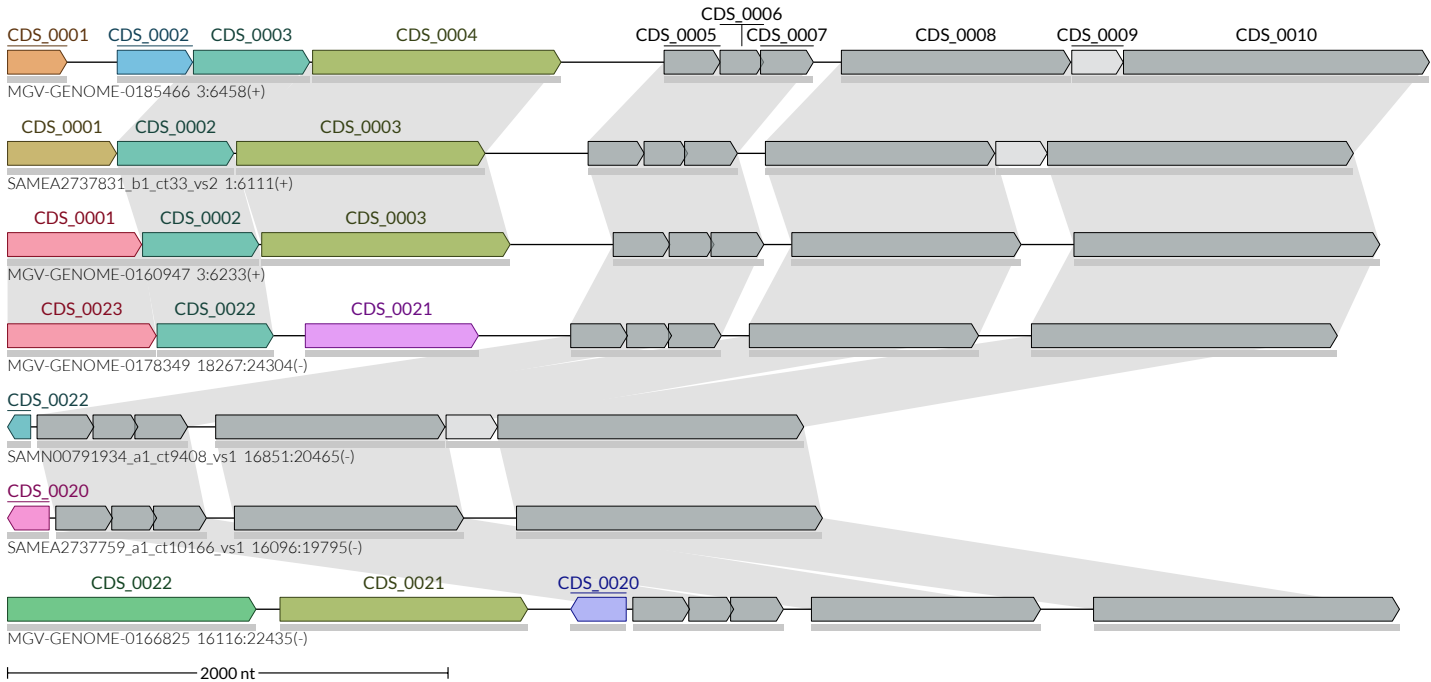 CDS_0006
CDS_0001 CDS_0002 CDS_0003 CDS_0004 CDS_0005 CDS_0007 CDS_0008 CDS_0009 CDS_0010
MGV-GENOME-0185466 3:6458(+)
CDS_0001 CDS_0002 CDS_0003
SAMEA2737831_b1_ct33_vs2 1:6111(+)
CDS_0001 CDS_0002 CDS_0003
MGV-GENOME-0160947 3:6233(+)
CDS_0023 CDS_0022 CDS_0021
MGV-GENOME-0178349 18267:24304(-)
CDS_0022
SAMN00791934_a1_ct9408_vs1 16851:20465(-)
CDS_0020
SAMEA2737759_a1_ct10166_vs1 16096:19795(-)
CDS_0022 CDS_0021 CDS_0020
MGV-GENOME-0166825 16116:22435(-)
2000 nt